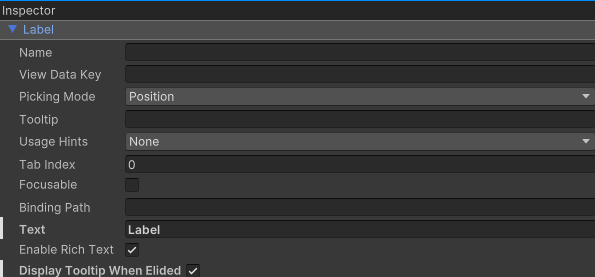 Inspector
Label
Name
View Data Key
Picking Mode Position
Tooltip
Usage Hints None
Tab Index 0
Focusable
Binding Path
Text Label
Enable Rich Text
Display Tooltip When Elided